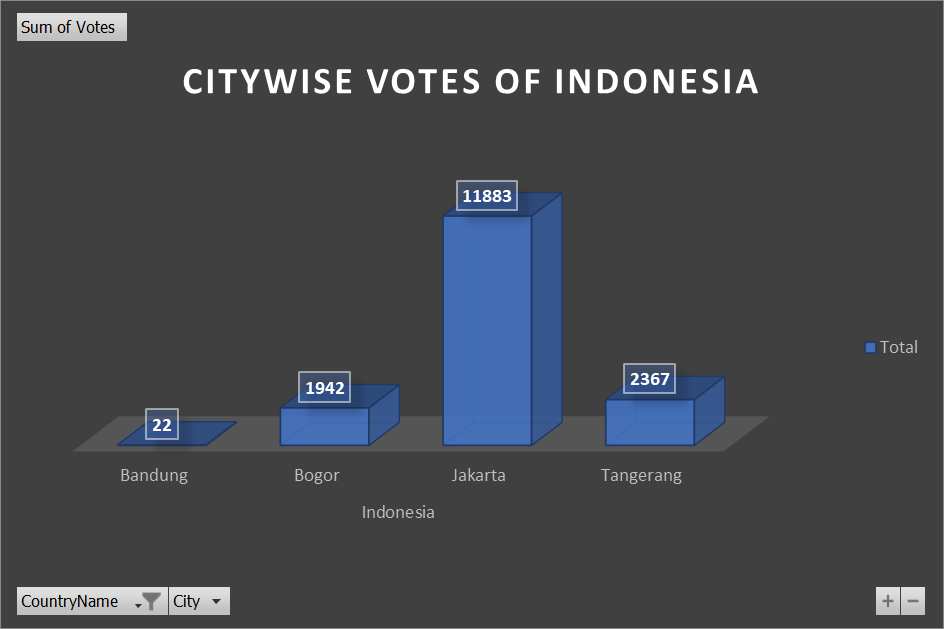 Sum of Votes
CITYWISE VOTES OF INDONESIA
11883
2367
1942
22
Total
Bandung Bogor Jakarta Tangerang
Indonesia
CountryName City